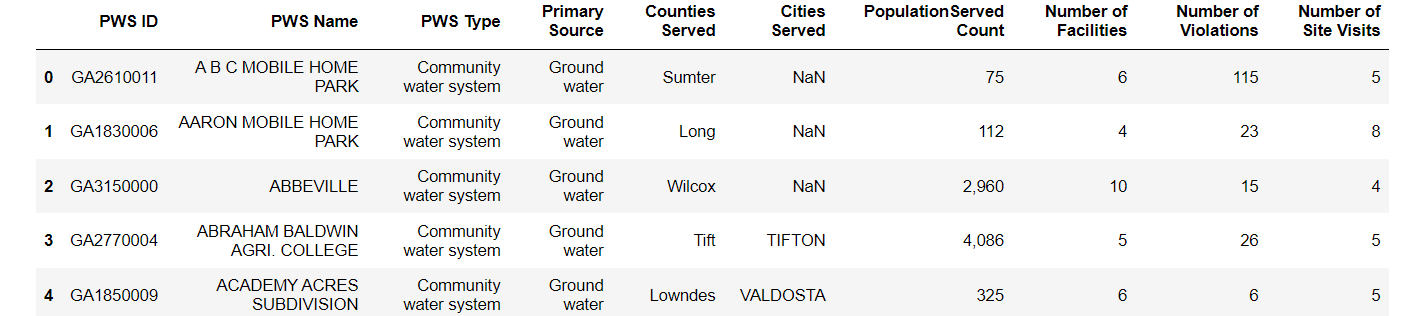 PWS ID PWS Name PWS Type Primary Source Counties Served Cities Served PopulationServed Count Number of Facilities Number of Violations Number of Site Visits
0 GA2610011 A B C MOBILE HOME PARK Community water system Ground water Sumter NaN 75 6 115 5
1 GA1830006 AARON MOBILE HOME PARK Community water system Ground water Long NaN 112 4 23 8
2 GA3150000 ABBEVILLE Community water system Ground water Wilcox NaN 2,960 10 15 4
3 GA2770004 ABRAHAM BALDWIN AGRI. COLLEGE Community water system Ground water Tift TIFTON 4,086 5 26 5
4 GA1850009 ACADEMY ACRES SUBDIVISION Community water system Ground water Lowndes VALDOSTA 325 6 6 5